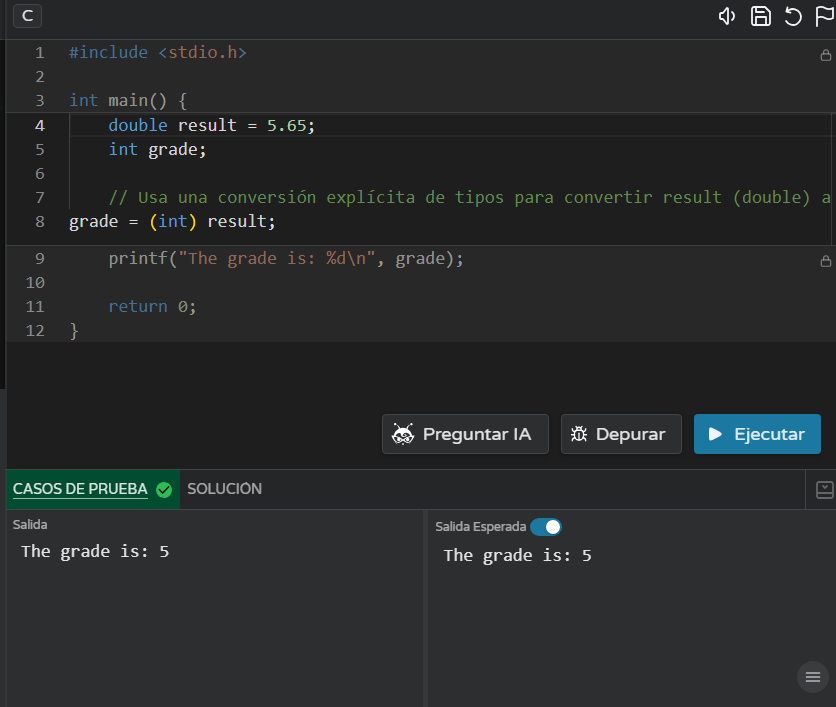 C
1 #include <stdio.h>
2
3 int main() {
4     double result = 5.65;
5     int grade;
6
7     // Usa una conversión explícita de tipos para convertir result (double) a
8 grade = (int) result;
9     printf("The grade is: %d\n", grade);
10
11     return 0;
12 }
Preguntar IA
Depurar
Ejecutar
CASOS DE PRUEBA
SOLUCIÓN
Salida
The grade is: 5
Salida Esperada
The grade is: 5